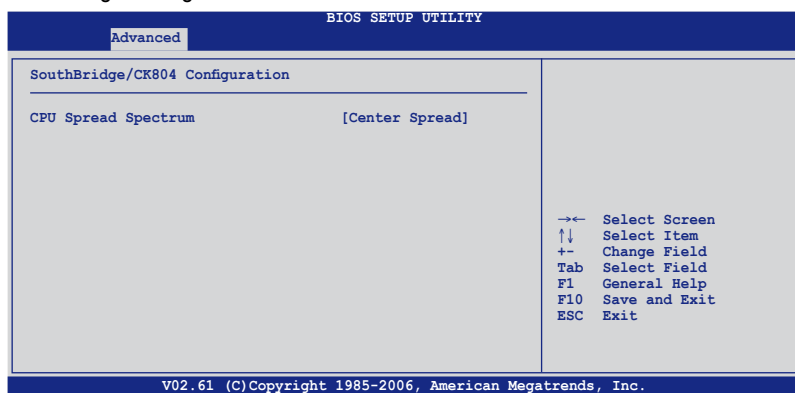 BIOS SETUP UTILITY
Advanced
SouthBridge/CK804 Configuration
CPU Spread Spectrum [Center Spread]
→← Select Screen
↑↓ Select Item
+- Change Field
Tab Select Field
F1 General Help
F10 Save and Exit
ESC Exit
V02.61 (C)Copyright 1985-2006, American Megatrends, Inc.